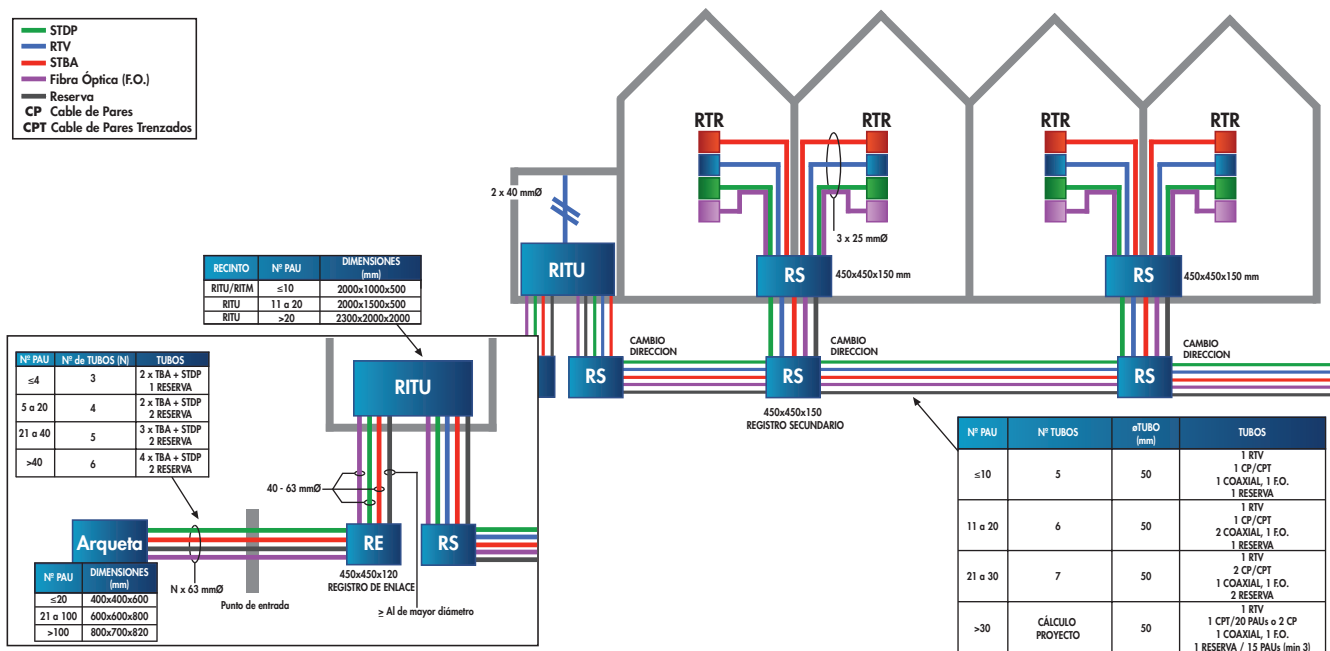 STDP
RTV
STBA
Fibra Óptica (F.O.)
Reserva
CP Cable de Pares
CPT Cable de Pares Trenzados
RTR
RTR
RTR
RTR
2 x 40 mmØ
3 x 25 mmØ
RITU
RS
450x450x150 mm
RS
450x450x150 mm
RECINTO Nº PAU DIMENSIONES (mm)
RITU/RITM ≤10 2000x1000x500
RITU 11 a 20 2000x1500x500
RITU >20 2300x2000x2000
CAMBIO
DIRECCION
CAMBIO
DIRECCION
CAMBIO
DIRECCION
RS
RS
RS
450x450x150
REGISTRO SECUNDARIO
Nº PAU Nº de TUBOS (N) TUBOS
≤4 3 2 x TBA + STDP
1 RESERVA
5 a 20 4 2 x TBA + STDP
2 RESERVA
21 a 40 5 3 x TBA + STDP
2 RESERVA
>40 6 4 x TBA + STDP
2 RESERVA
RITU
40 - 63 mmØ
Arqueta
RE
RS
450x450x120
REGISTRO DE ENLACE
N x 63 mmØ
Punto de entrada
≥ Al de mayor diámetro
Nº PAU DIMENSIONES (mm)
≤20 400x400x600
21 a 100 600x600x800
>100 800x700x820
Nº PAU Nº TUBOS øTUBO (mm) TUBOS
≤10 5 50 1 RTV
1 CP/CPT
1 COAXIAL, 1 F.O.
1 RESERVA
11 a 20 6 50 1 RTV
1 CP/CPT
2 COAXIAL, 1 F.O.
1 RESERVA
21 a 30 7 50 1 RTV
2 CP/CPT
1 COAXIAL, 1 F.O.
2 RESERVA
>30 CÁLCULO PROYECTO 50 1 RTV
1 CPT/20 PAUs o 2 CP
1 COAXIAL, 1 F.O.
1 RESERVA / 15 PAUs (min 3)